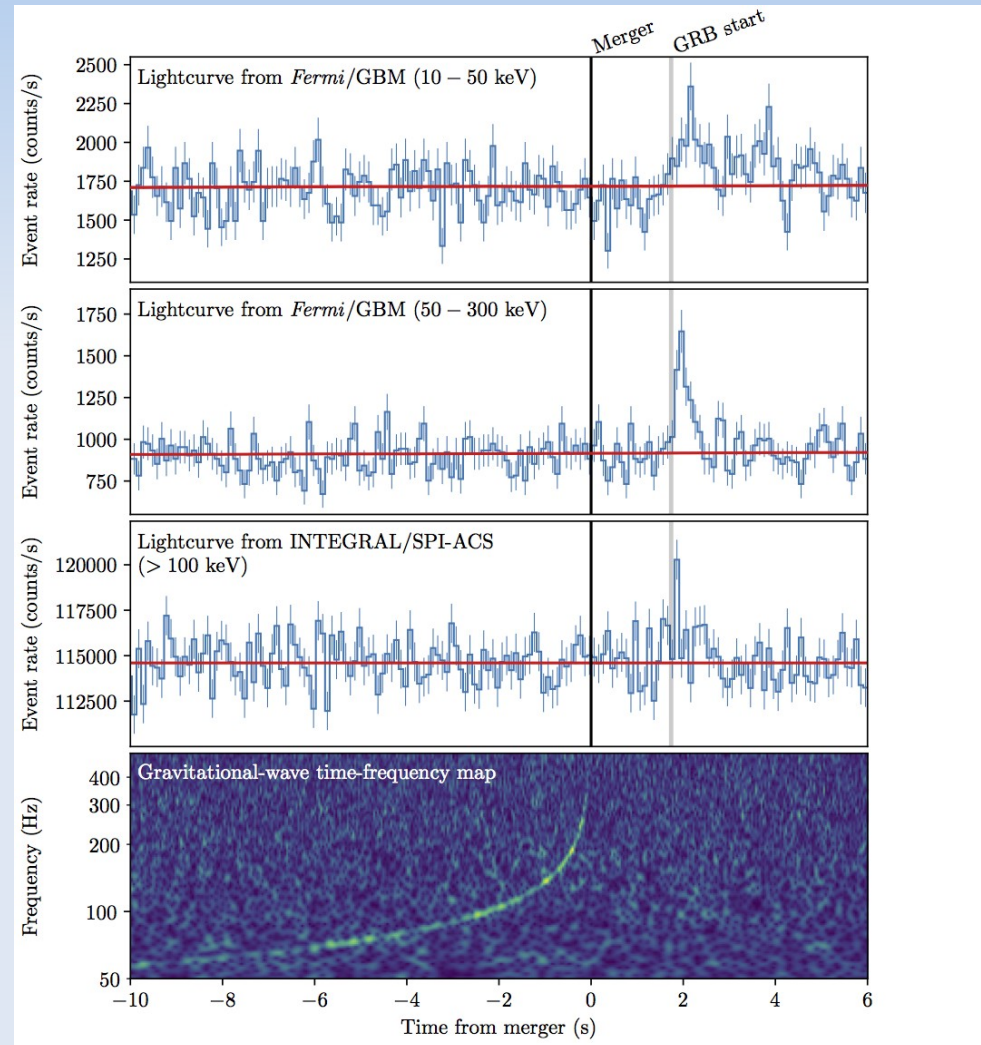 Merger
GRB start
Lightcurve from Fermi/GBM (10 – 50 keV)
Event rate (counts/s)
2500
2250
2000
1750
1500
1250
Lightcurve from Fermi/GBM (50 – 300 keV)
Event rate (counts/s)
1750
1500
1250
1000
750
Lightcurve from INTEGRAL/SPI-ACS
(> 100 keV)
Event rate (counts/s)
120000
117500
115000
112500
Gravitational-wave time-frequency map
Frequency (Hz)
400
300
200
100
50
−10 −8 −6 −4 −2 0 2 4 6
Time from merger (s)